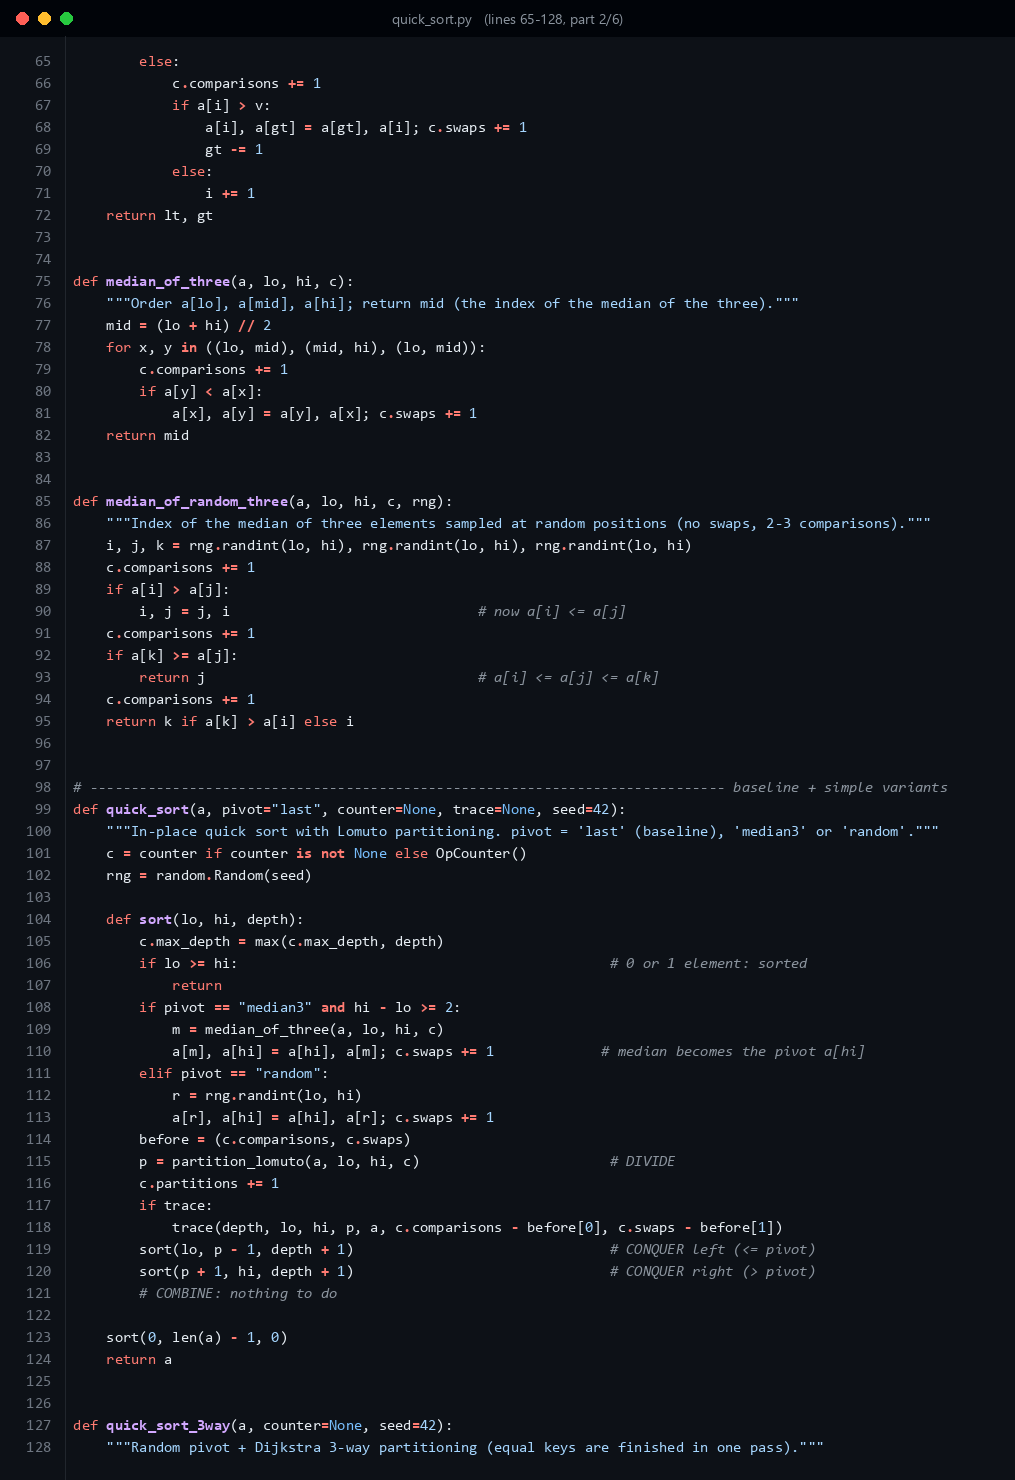 quick_sort.py   (lines 65-128, part 2/6)
65         else:
66             c.comparisons += 1
67             if a[i] > v:
68                 a[i], a[gt] = a[gt], a[i]; c.swaps += 1
69                 gt -= 1
70             else:
71                 i += 1
72     return lt, gt
73
74
75 def median_of_three(a, lo, hi, c):
76     """Order a[lo], a[mid], a[hi]; return mid (the index of the median of the three)."""
77     mid = (lo + hi) // 2
78     for x, y in ((lo, mid), (mid, hi), (lo, mid)):
79         c.comparisons += 1
80         if a[y] < a[x]:
81             a[x], a[y] = a[y], a[x]; c.swaps += 1
82     return mid
83
84
85 def median_of_random_three(a, lo, hi, c, rng):
86     """Index of the median of three elements sampled at random positions (no swaps, 2-3 comparisons)."""
87     i, j, k = rng.randint(lo, hi), rng.randint(lo, hi), rng.randint(lo, hi)
88     c.comparisons += 1
89     if a[i] > a[j]:
90         i, j = j, i                              # now a[i] <= a[j]
91     c.comparisons += 1
92     if a[k] >= a[j]:
93         return j                                 # a[i] <= a[j] <= a[k]
94     c.comparisons += 1
95     return k if a[k] > a[i] else i
96
97
98 # ----------------------------------------------------------------------------- baseline + simple variants
99 def quick_sort(a, pivot="last", counter=None, trace=None, seed=42):
100     """In-place quick sort with Lomuto partitioning. pivot = 'last' (baseline), 'median3' or 'random'."""
101     c = counter if counter is not None else OpCounter()
102     rng = random.Random(seed)
103
104     def sort(lo, hi, depth):
105         c.max_depth = max(c.max_depth, depth)
106         if lo >= hi:                                             # 0 or 1 element: sorted
107             return
108         if pivot == "median3" and hi - lo >= 2:
109             m = median_of_three(a, lo, hi, c)
110             a[m], a[hi] = a[hi], a[m]; c.swaps += 1             # median becomes the pivot a[hi]
111         elif pivot == "random":
112             r = rng.randint(lo, hi)
113             a[r], a[hi] = a[hi], a[r]; c.swaps += 1
114         before = (c.comparisons, c.swaps)
115         p = partition_lomuto(a, lo, hi, c)                       # DIVIDE
116         c.partitions += 1
117         if trace:
118             trace(depth, lo, hi, p, a, c.comparisons - before[0], c.swaps - before[1])
119         sort(lo, p - 1, depth + 1)                               # CONQUER left (<= pivot)
120         sort(p + 1, hi, depth + 1)                               # CONQUER right (> pivot)
121         # COMBINE: nothing to do
122
123     sort(0, len(a) - 1, 0)
124     return a
125
126
127 def quick_sort_3way(a, counter=None, seed=42):
128     """Random pivot + Dijkstra 3-way partitioning (equal keys are finished in one pass)."""